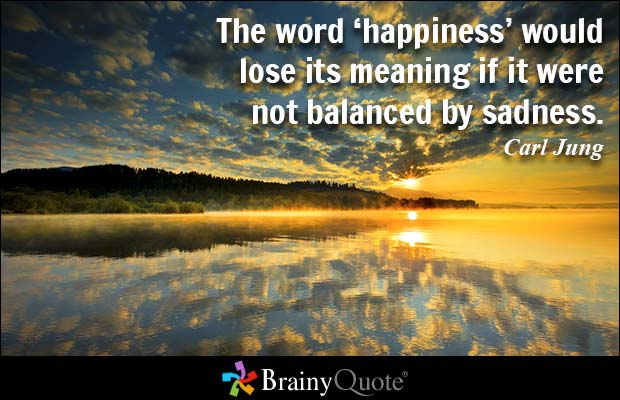 The word ‘happiness’ would
lose its meaning if it were
not balanced by sadness.
Carl Jung
BrainyQuote®